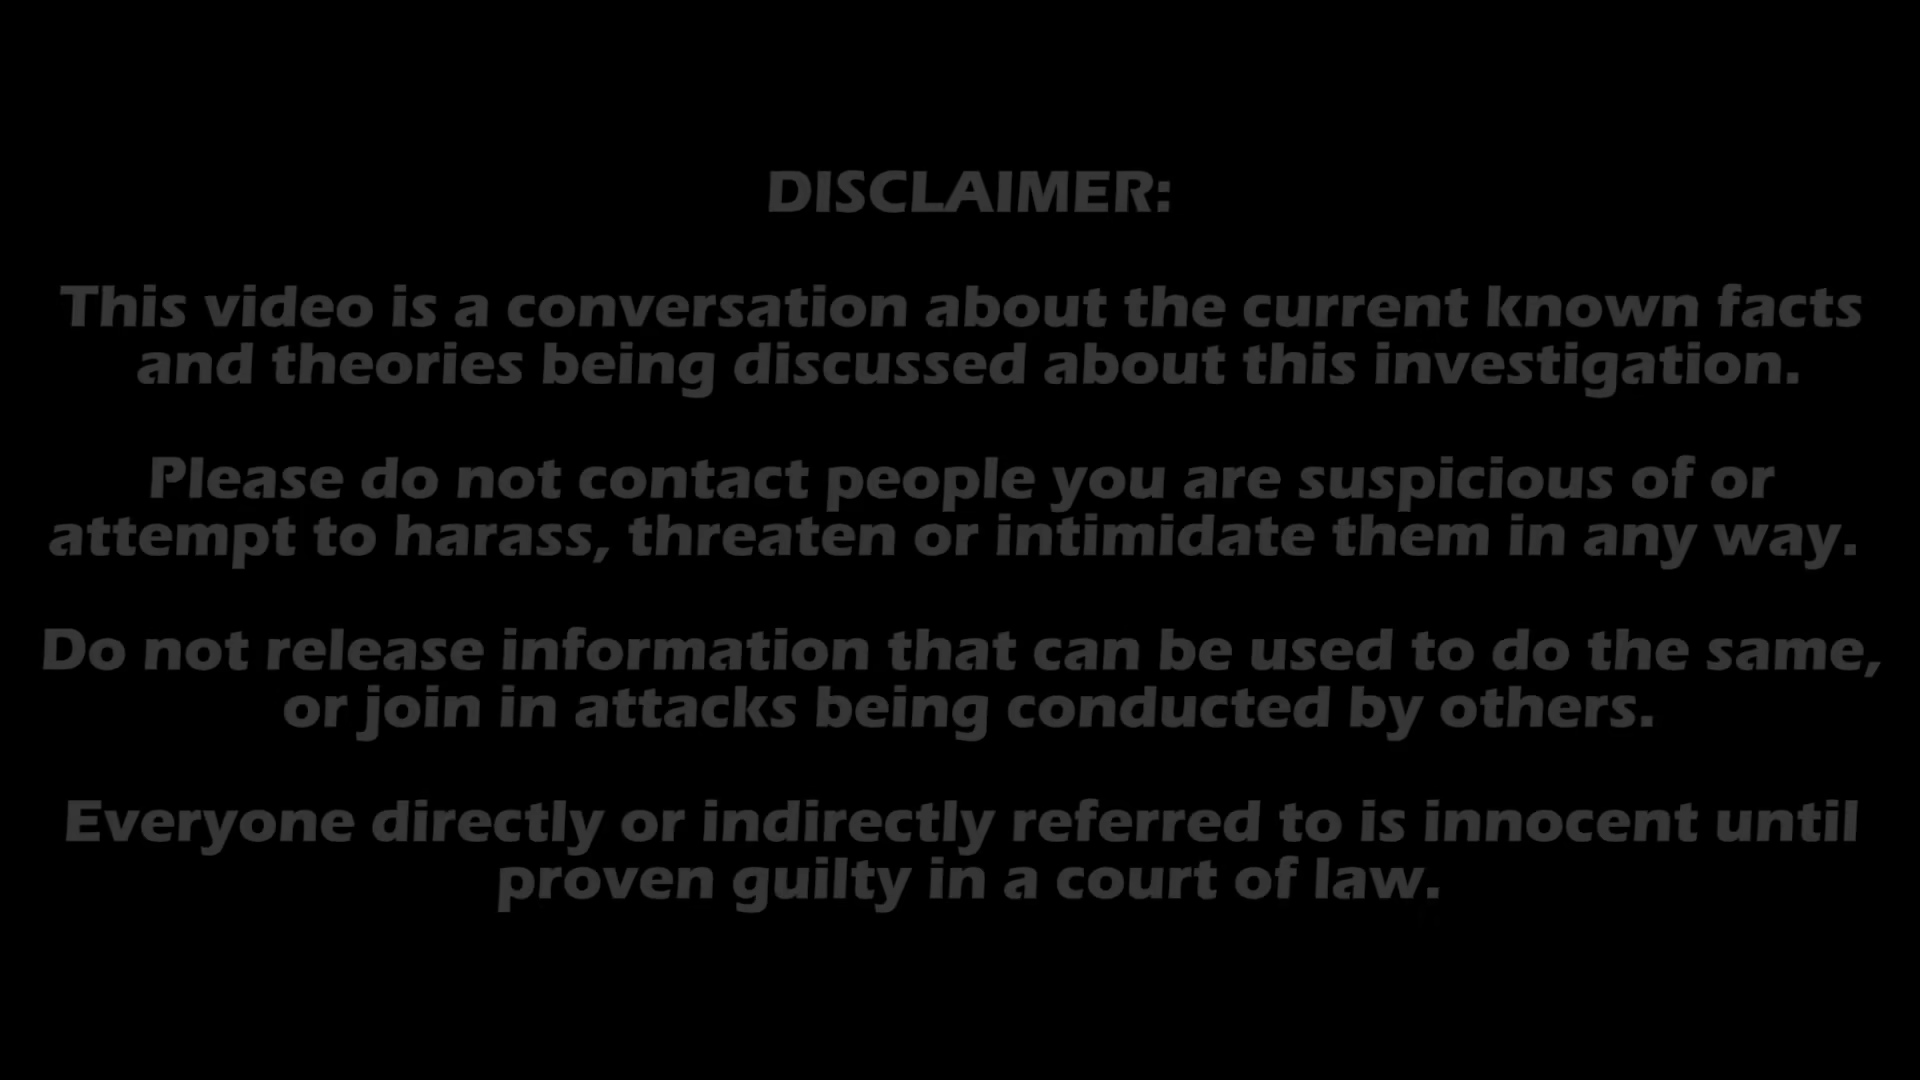 DISCLAIMER:
This video is a conversation about the current known facts
and theories being discussed about this investigation.
Please do not contact people you are suspicious of or
attempt to harass, threaten or intimidate them in any way.
Do not release information that can be used to do the same,
or join in attacks being conducted by others.
Everyone directly or indirectly referred to is innocent until
proven guilty in a court of law.